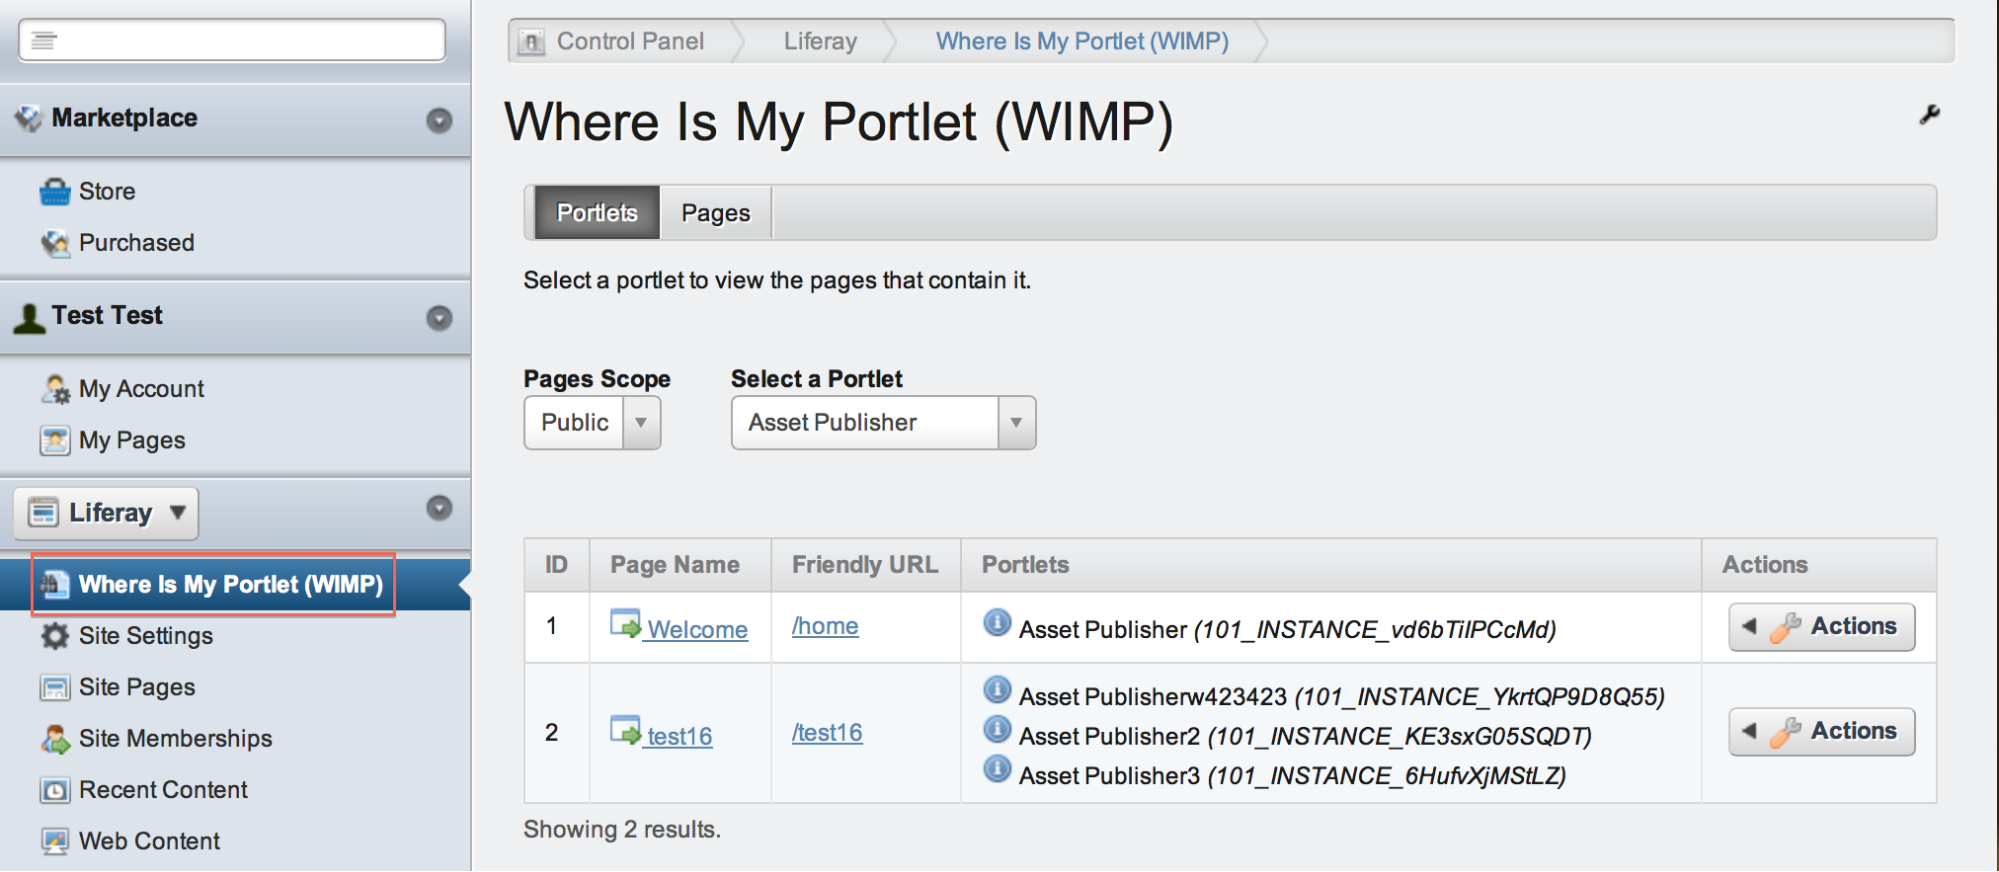 Control Panel Liferay Where Is My Portlet (WIMP)
Marketplace
Store
Purchased
Test Test
My Account
My Pages
Liferay
Where Is My Portlet (WIMP)
Site Settings
Site Pages
Site Memberships
Recent Content
Web Content
Where Is My Portlet (WIMP)
Portlets Pages
Select a portlet to view the pages that contain it.
Pages Scope Select a Portlet
Public Asset Publisher
ID Page Name Friendly URL Portlets Actions
1 Welcome /home Asset Publisher (101_INSTANCE_vd6bTilPCcMd) Actions
2 test16 /test16 Asset Publisherw423423 (101_INSTANCE_YkrtQP9D8Q55) Actions
Asset Publisher2 (101_INSTANCE_KE3sxG05SQDT)
Asset Publisher3 (101_INSTANCE_6HufvXjMStLZ)
Showing 2 results.